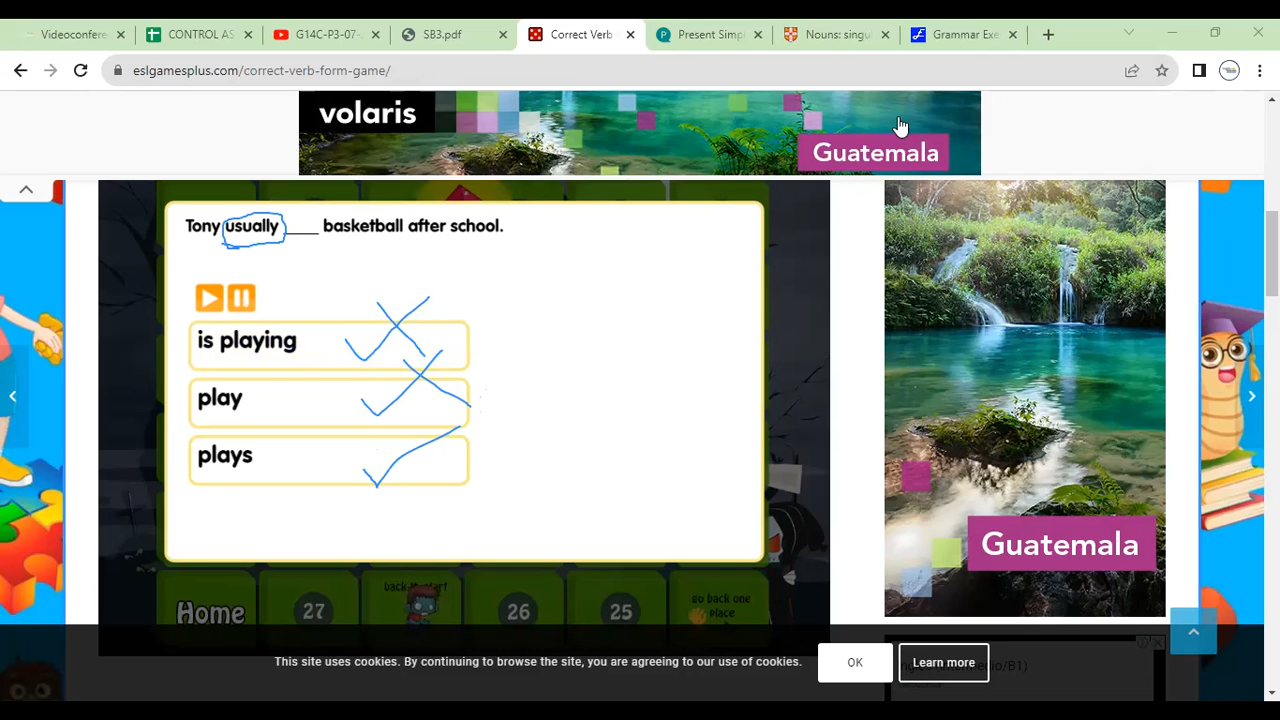 Videoconfere
CONTROL AS
G14C-P3-07-
SB3.pdf
Correct Verb
Present Simpl
Nouns: singu
Grammar Exe
eslgamesplus.com/correct-verb-form-game/
volaris
Guatemala
Tony usually ____ basketball after school.
is playing
play
plays
Guatemala
Home
27
back to start
26
25
go back one
place
This site uses cookies. By continuing to browse the site, you are agreeing to our use of cookies.
OK
Learn more